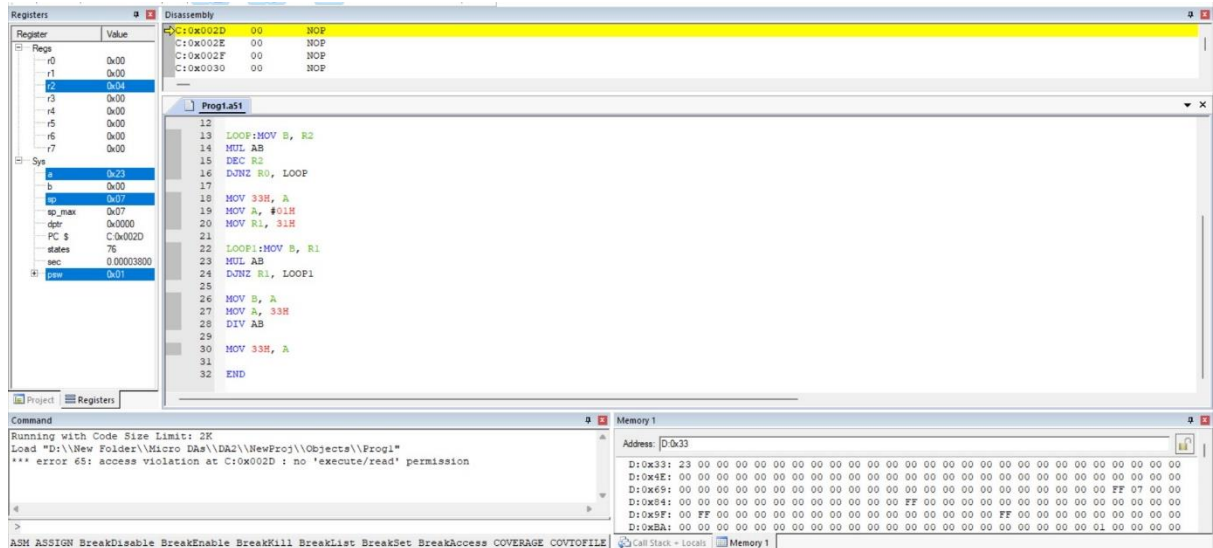 Registers
Register Value
Regs
r0 0x00
r1 0x00
r2 0x04
r3 0x00
r4 0x00
r5 0x00
r6 0x00
r7 0x00
Sys
a 0x23
b 0x00
sp 0x07
sp_max 0x07
dptr 0x0000
PC $ C:0x002D
states 76
sec 0.00003800
psw 0x01
Project Registers
Disassembly
C:0x002D 00 NOP
C:0x002E 00 NOP
C:0x002F 00 NOP
C:0x0030 00 NOP
Prog1.a51
12
13 LOOP:MOV B, R2
14 MUL AB
15 DEC R2
16 DJNZ R0, LOOP
17
18 MOV 33H, A
19 MOV A, #01H
20 MOV R1, 31H
21
22 LOOP1:MOV B, R1
23 MUL AB
24 DJNZ R1, LOOP1
25
26 MOV B, A
27 MOV A, 33H
28 DIV AB
29
30 MOV 33H, A
31
32 END
Command
Running with Code Size Limit: 2K
Load "D:\\New Folder\\Micro DAs\\DA2\\NewProj\\Objects\\Prog1"
*** error 65: access violation at C:0x002D : no 'execute/read' permission
>
ASM ASSIGN BreakDisable BreakEnable BreakKill BreakList BreakSet BreakAccess COVERAGE COVTOFILE
Memory 1
Address: D:0x33
D:0x33: 23 00 00 00 00 00 00 00 00 00 00 00 00 00 00 00 00 00 00 00 00 00 00 00 00 00 00
D:0x4E: 00 00 00 00 00 00 00 00 00 00 00 00 00 00 00 00 00 00 00 00 00 00 00 00 00 00 00
D:0x69: 00 00 00 00 00 00 00 00 00 00 00 00 00 00 00 00 00 00 00 00 00 00 00 FF 07 00 00
D:0x84: 00 00 00 00 00 00 00 00 00 00 00 00 FF 00 00 00 00 00 00 00 00 00 00 00 00 00 00
D:0x9F: 00 FF 00 00 00 00 00 00 00 00 00 00 00 00 00 00 00 FF 00 00 00 00 00 00 00 00 00
D:0xBA: 00 00 00 00 00 00 00 00 00 00 00 00 00 00 00 00 00 00 00 00 00 00 01 00 00 00 00
Call Stack + Locals Memory 1